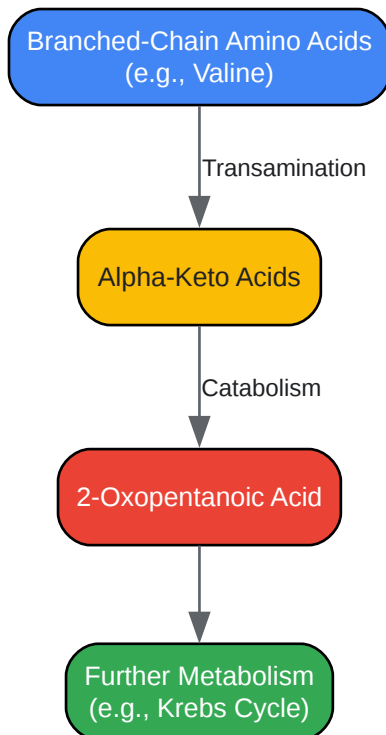 Branched-Chain Amino Acids
(e.g., Valine)
Transamination
Alpha-Keto Acids
Catabolism
2-Oxopentanoic Acid
Further Metabolism
(e.g., Krebs Cycle)